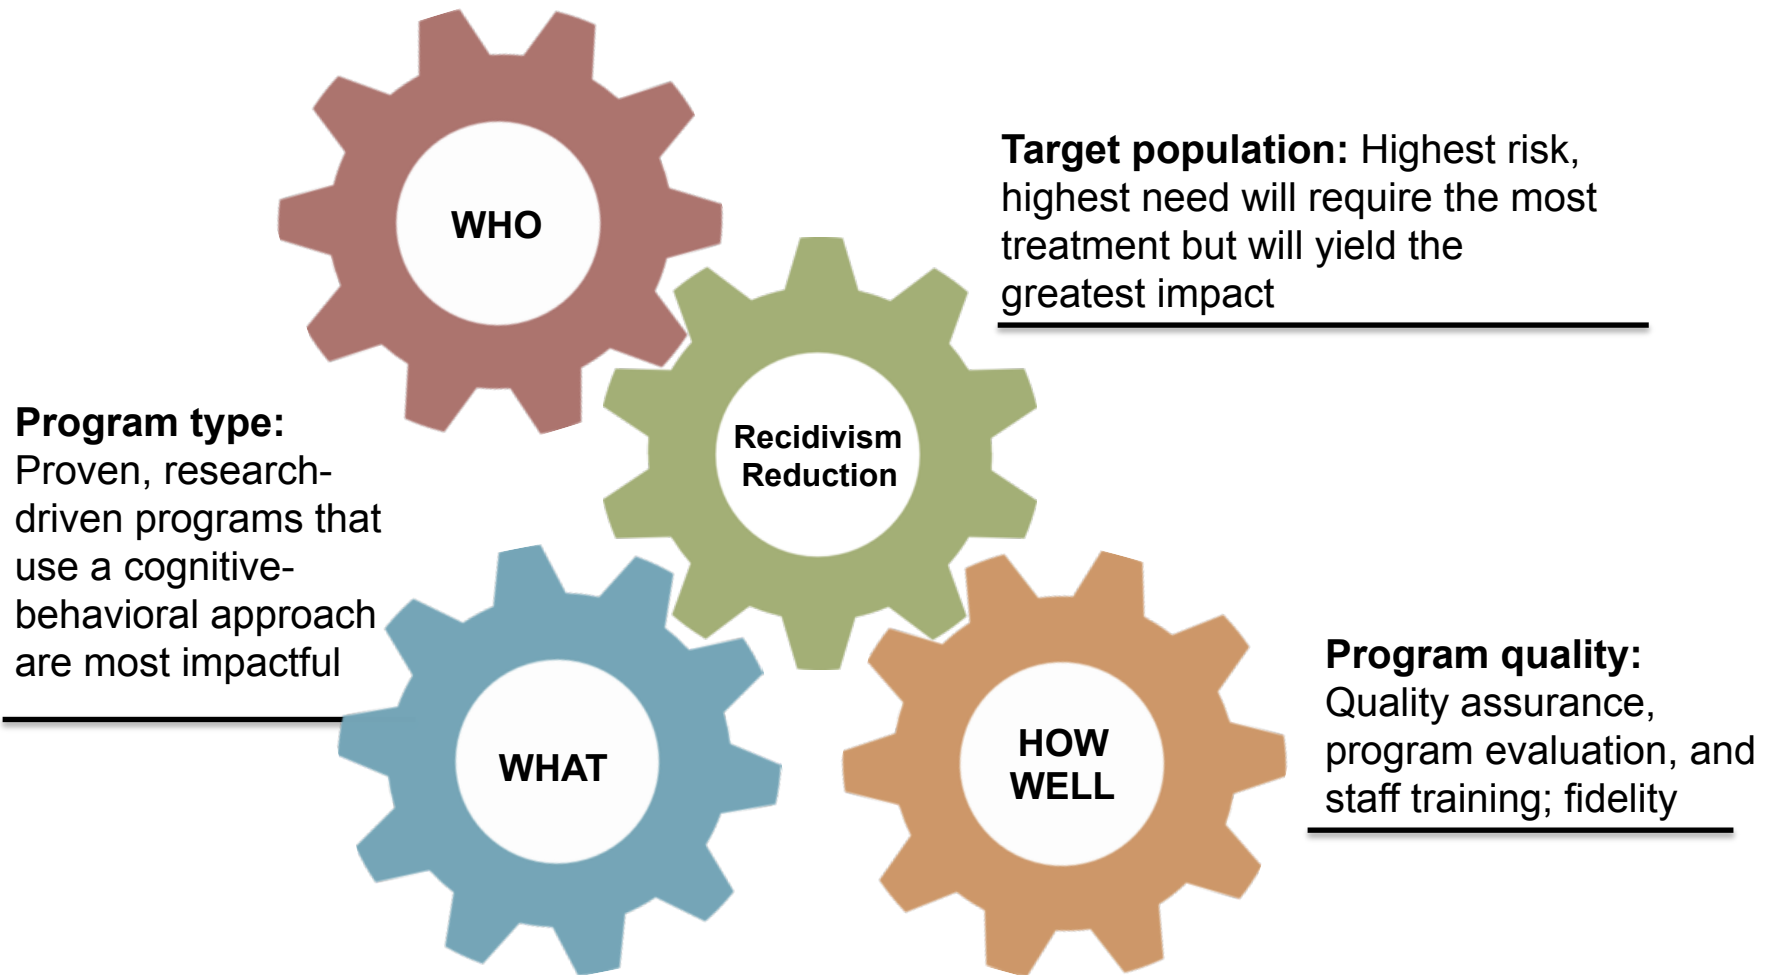 WHO
Target population: Highest risk,
highest need will require the most
treatment but will yield the
greatest impact
Recidivism
Reduction
Program type:
Proven, research-
driven programs that
use a cognitive-
behavioral approach
are most impactful
WHAT
HOW
WELL
Program quality:
Quality assurance,
program evaluation, and
staff training; fidelity